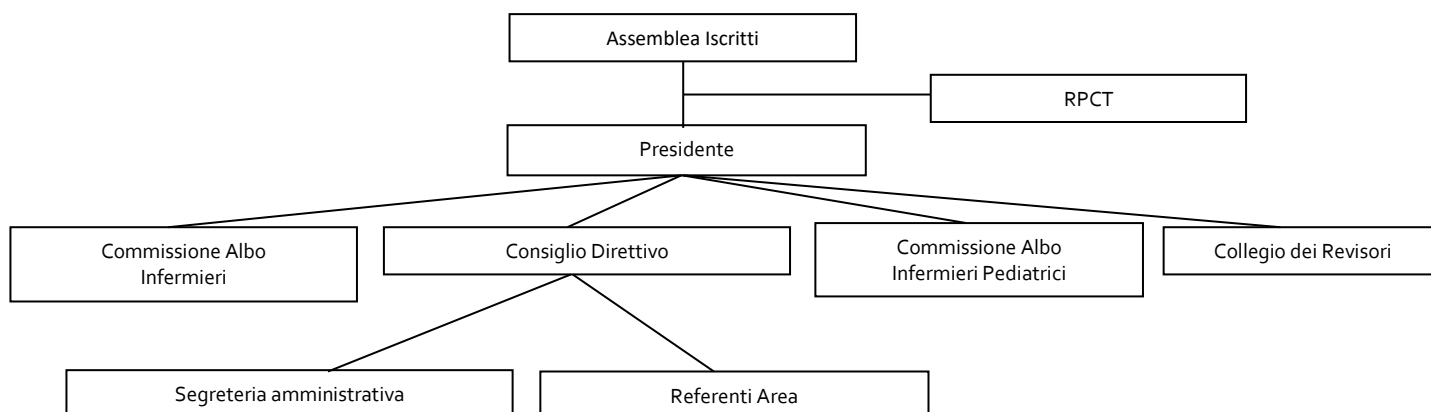 Assemblea Iscritti
RPCT
Presidente
Commissione Albo
Infermieri
Consiglio Direttivo
Commissione Albo
Infermieri Pediatrici
Collegio dei Revisori
Segreteria amministrativa
Referenti Area